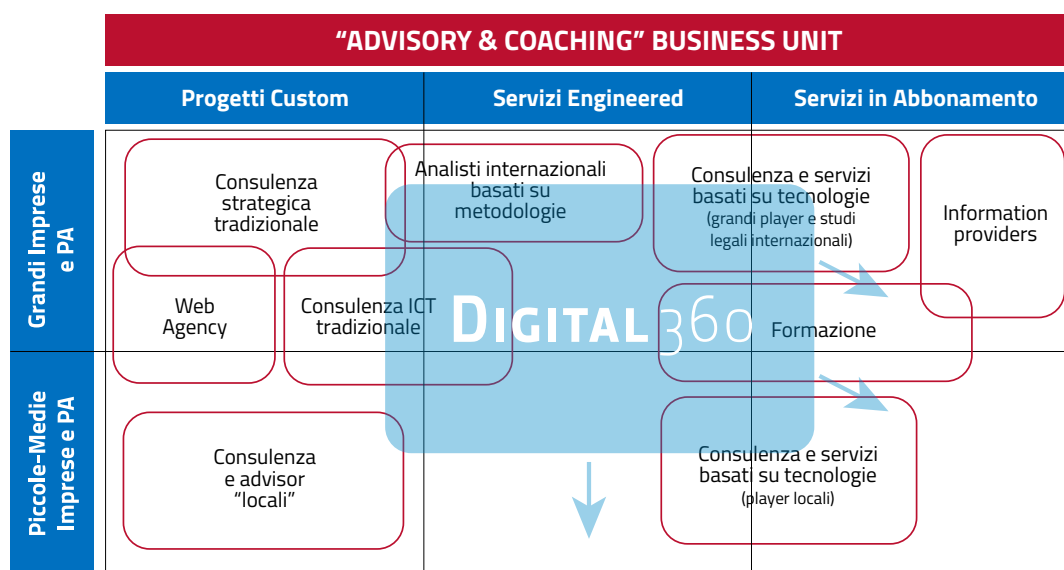 “ADVISORY & COACHING” BUSINESS UNIT
Progetti Custom
Servizi Engineered
Servizi in Abbonamento
Grandi Imprese
e PA
Consulenza
strategica
tradizionale
Analisti internazionali
basati su
metodologie
Consulenza e servizi
basati su tecnologie
(grandi player e studi
legali internazionali)
Information
providers
Web
Agency
Consulenza ICT
tradizionale
DIGITAL360
Formazione
Piccole-Medie
Imprese e PA
Consulenza
e advisor
“locali”
Consulenza e servizi
basati su tecnologie
(player locali)